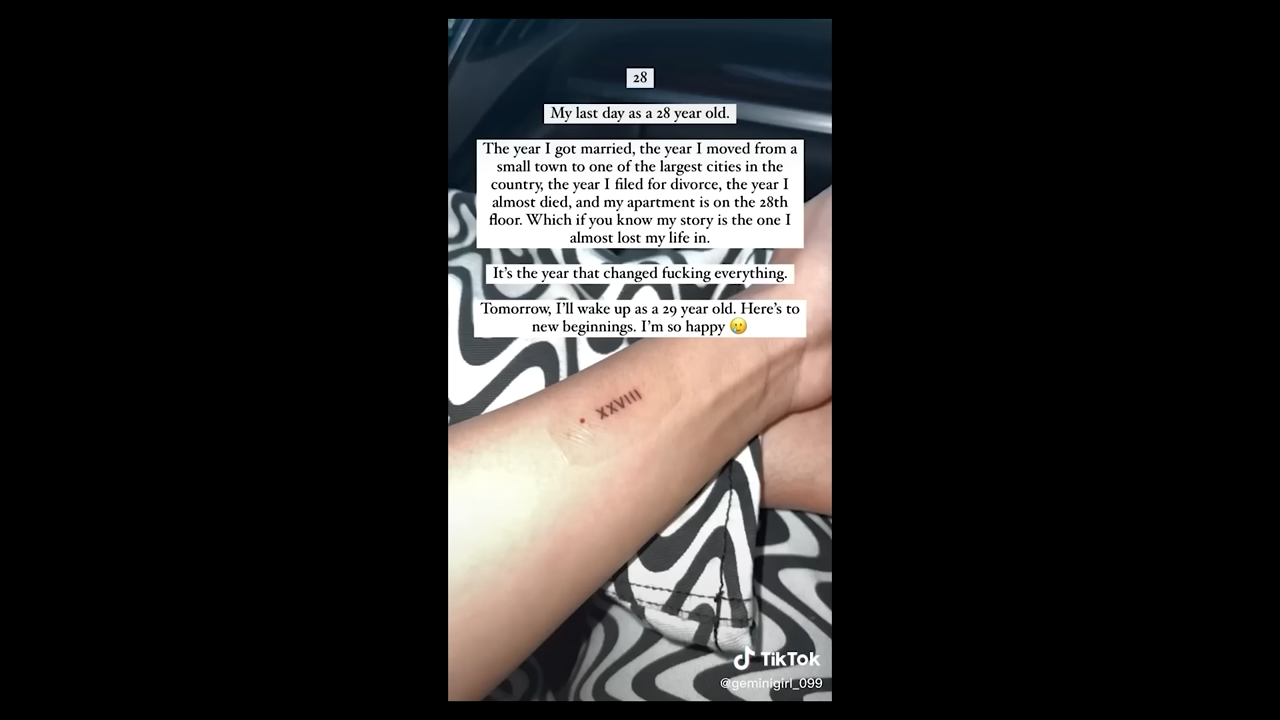 28
My last day as a 28 year old.
The year I got married, the year I moved from a
small town to one of the largest cities in the
country, the year I filed for divorce, the year I
almost died, and my apartment is on the 28th
floor. Which if you know my story is the one I
almost lost my life in.
It's the year that changed fucking everything.
Tomorrow, I'll wake up as a 29 year old. Here's to
new beginnings. I'm so happy 🥲
XXVIII
TikTok
@geminigirl_099